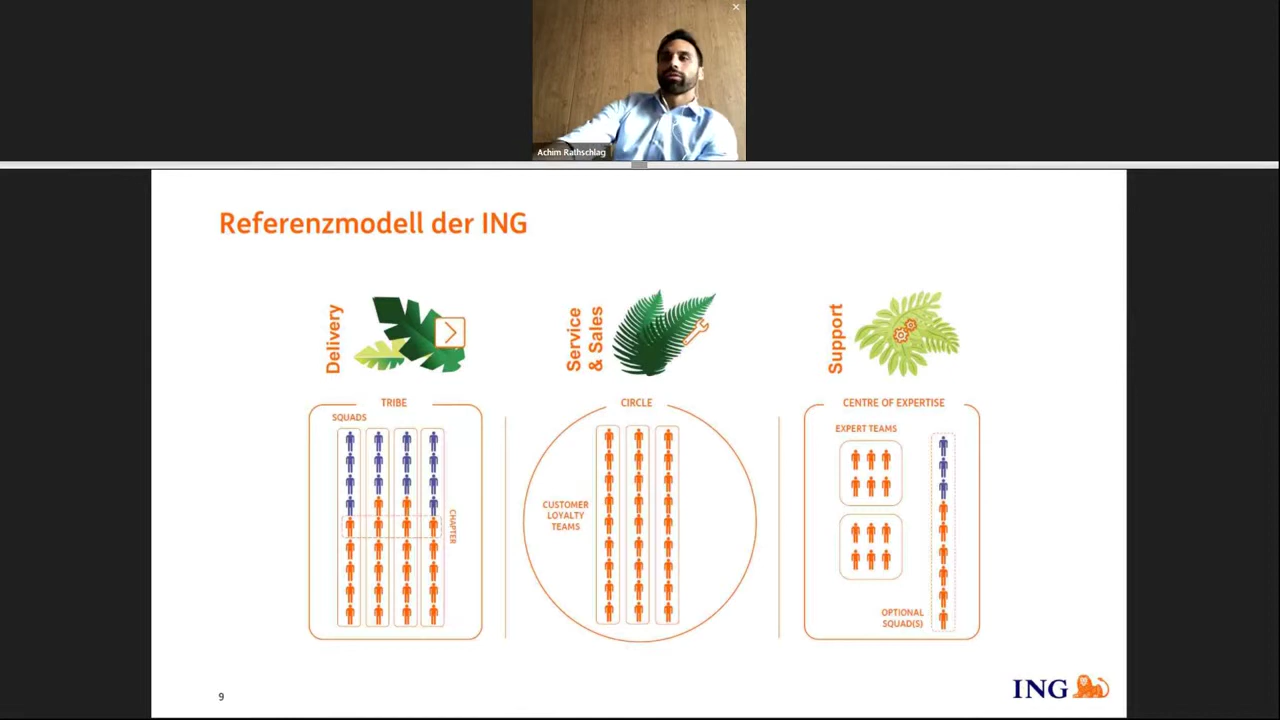 Achim Rathschlag
Referenzmodell der ING
Delivery
Service
& Sales
Support
TRIBE
SQUADS
CHAPTER
CIRCLE
CUSTOMER
LOYALTY
TEAMS
CENTRE OF EXPERTISE
EXPERT TEAMS
OPTIONAL
SQUAD(S)
9
ING